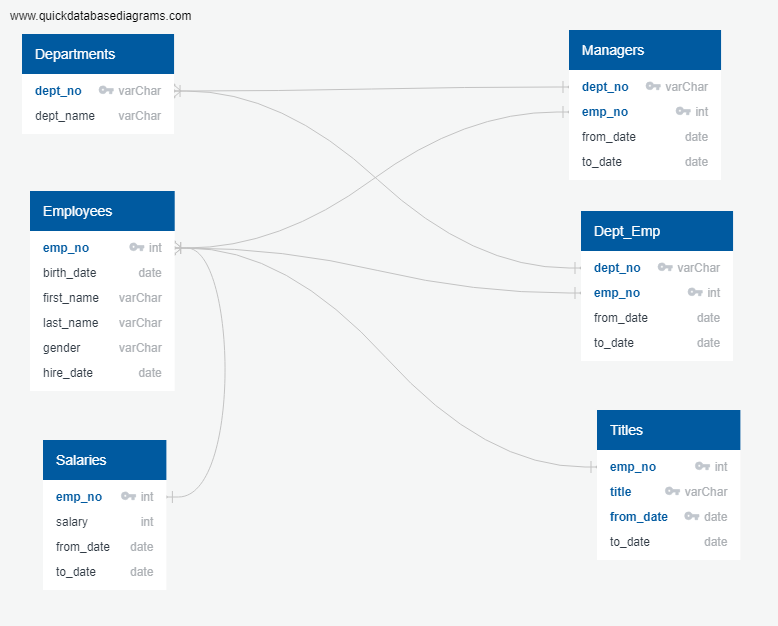 www.quickdatabasediagrams.com
Departments
dept_no varChar
dept_name varChar
Employees
emp_no int
birth_date date
first_name varChar
last_name varChar
gender varChar
hire_date date
Salaries
emp_no int
salary int
from_date date
to_date date
Managers
dept_no varChar
emp_no int
from_date date
to_date date
Dept_Emp
dept_no varChar
emp_no int
from_date date
to_date date
Titles
emp_no int
title varChar
from_date date
to_date date